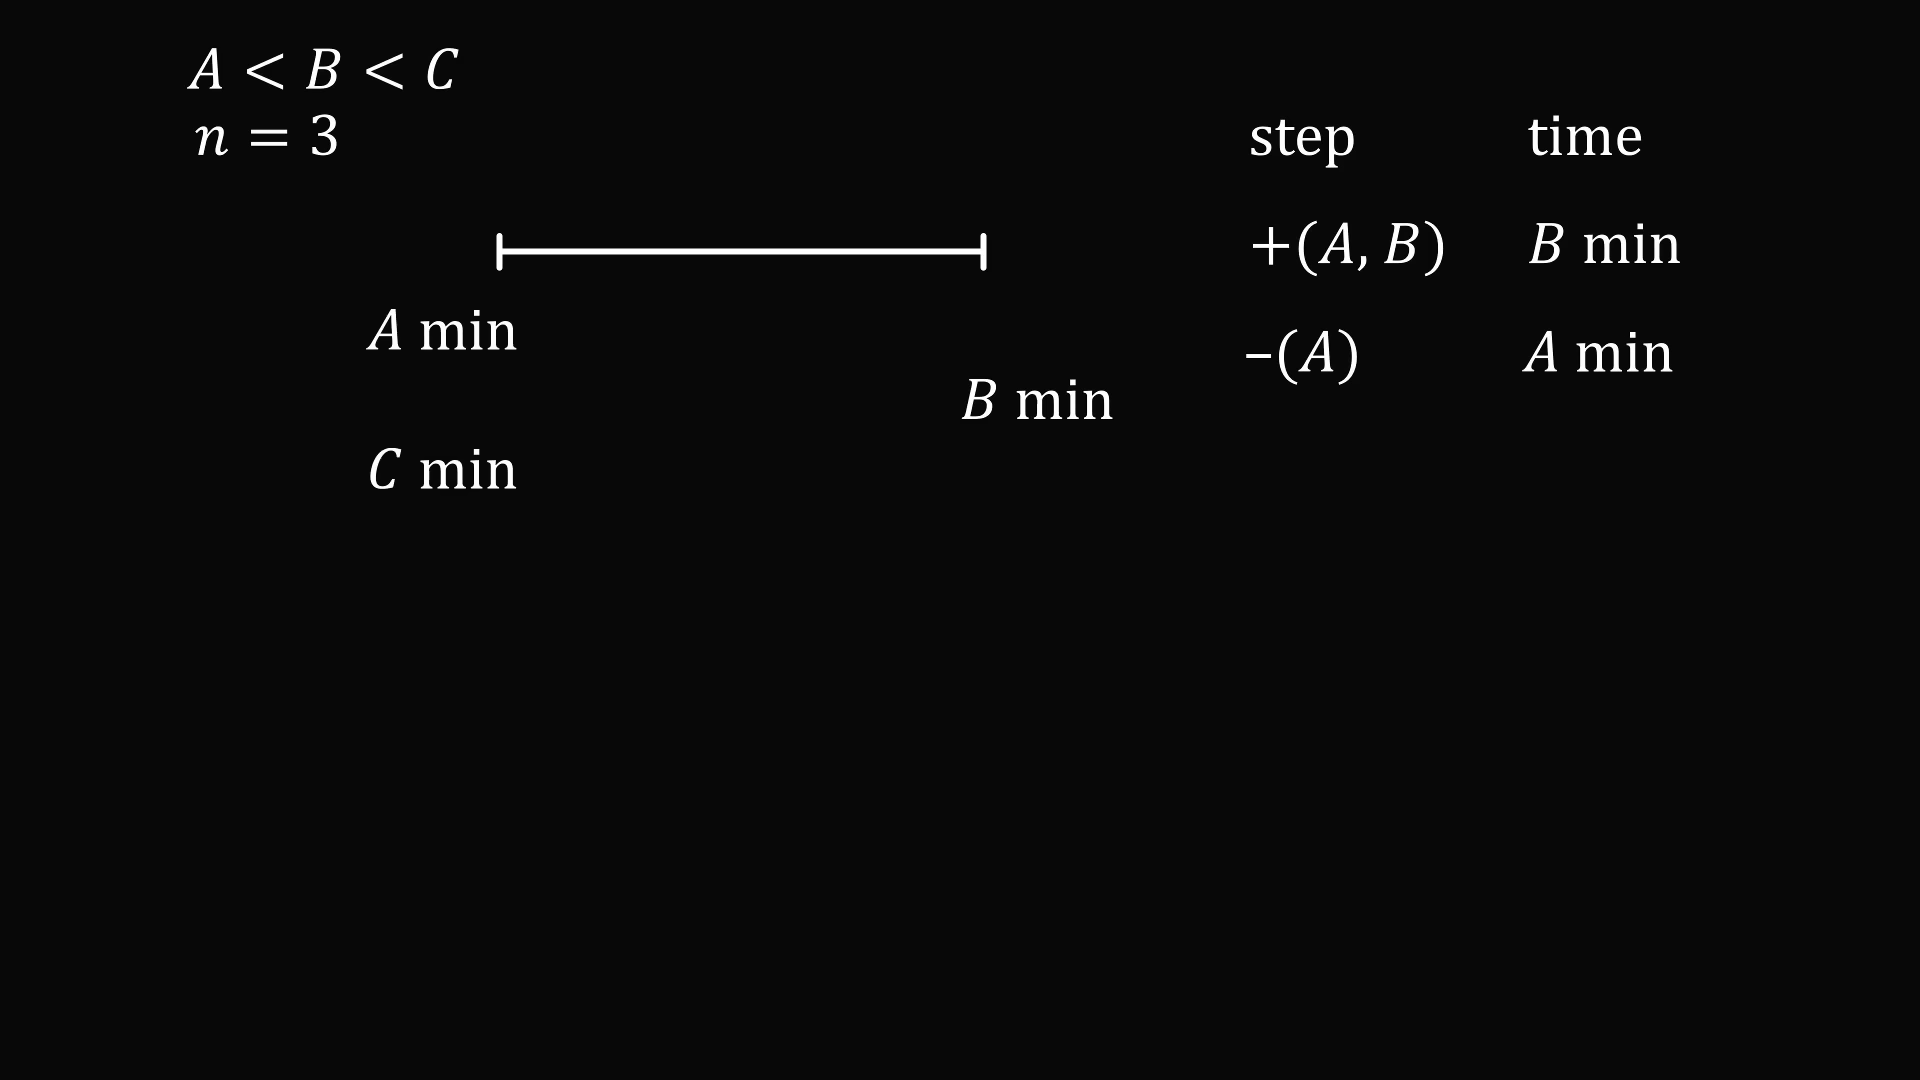 A < B < C
n = 3
step time
+(A, B) B min
–(A) A min
A min
B min
C min